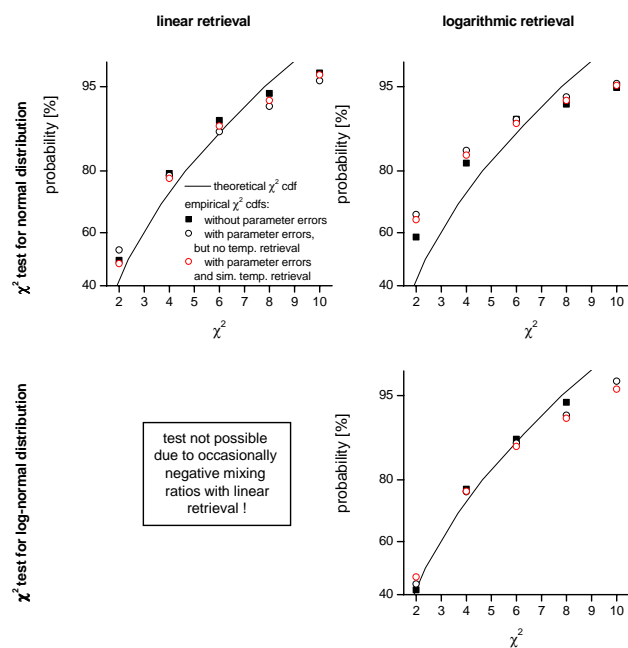 linear retrieval
logarithmic retrieval
χ² test for normal distribution
probability [%]
95
80
60
40
2 3 4 5 6 7 8 9 10
χ²
theoretical χ² cdf
empirical χ² cdfs:
without parameter errors
with parameter errors,
but no temp. retrieval
with parameter errors
and sim. temp. retrieval
probability [%]
95
80
60
40
2 3 4 5 6 7 8 9 10
χ²
χ² test for log-normal distribution
test not possible
due to occasionally
negative mixing
ratios with linear
retrieval !
probability [%]
95
80
60
40
2 3 4 5 6 7 8 9 10
χ²